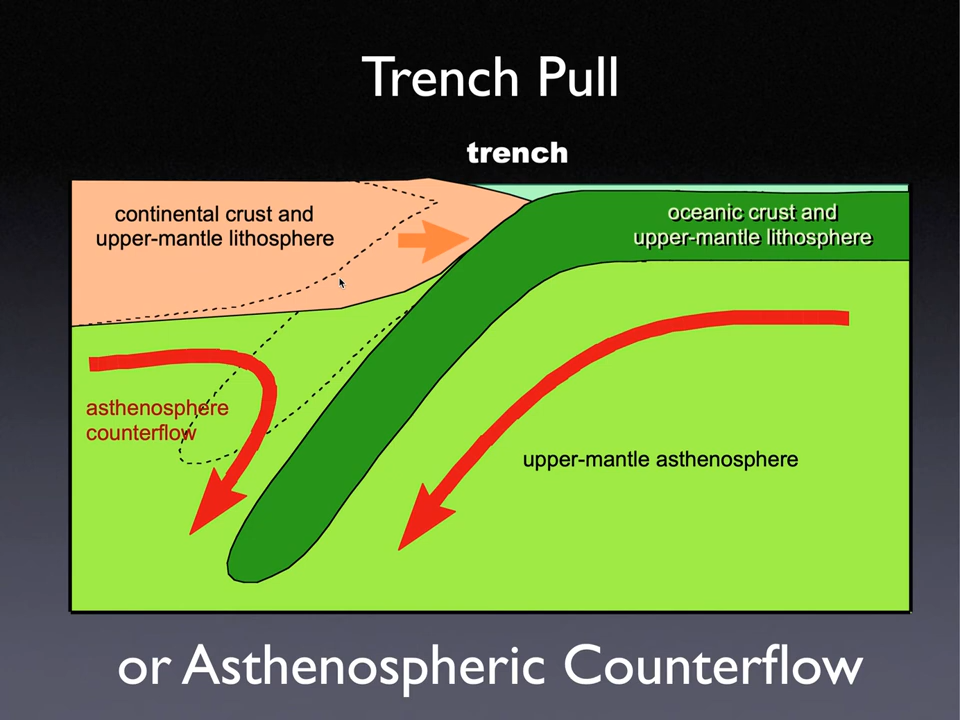 Trench Pull
trench
continental crust and
upper-mantle lithosphere
oceanic crust and
upper-mantle lithosphere
asthenosphere
counterflow
upper-mantle asthenosphere
or Asthenospheric Counterflow